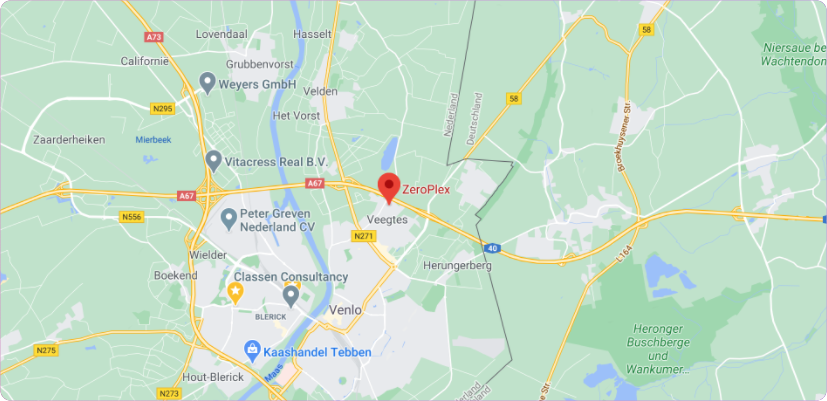 Lovendaal
Hasselt
A73
58
Niersaue be
Wachtendon
Californie
Grubbenvorst
Weyers GmbH
Velden
N295
58
Nederland
Deutschland
Het Vorst
Broekhuysener Str.
Zaarderheiken
Mierbeek
Vitacress Real B.V.
A67
A67
ZeroPlex
N556
Peter Greven
Nederland CV
Veegtes
N271
40
Wielder
L164
Boekend
Classen Consultancy
Herungerberg
BLERICK
Venlo
Heronger
Buschberge
und
Wankumer...
N275
Kaashandel Tebben
Maas
Hout-Blerick
N273
Nederland
Str.